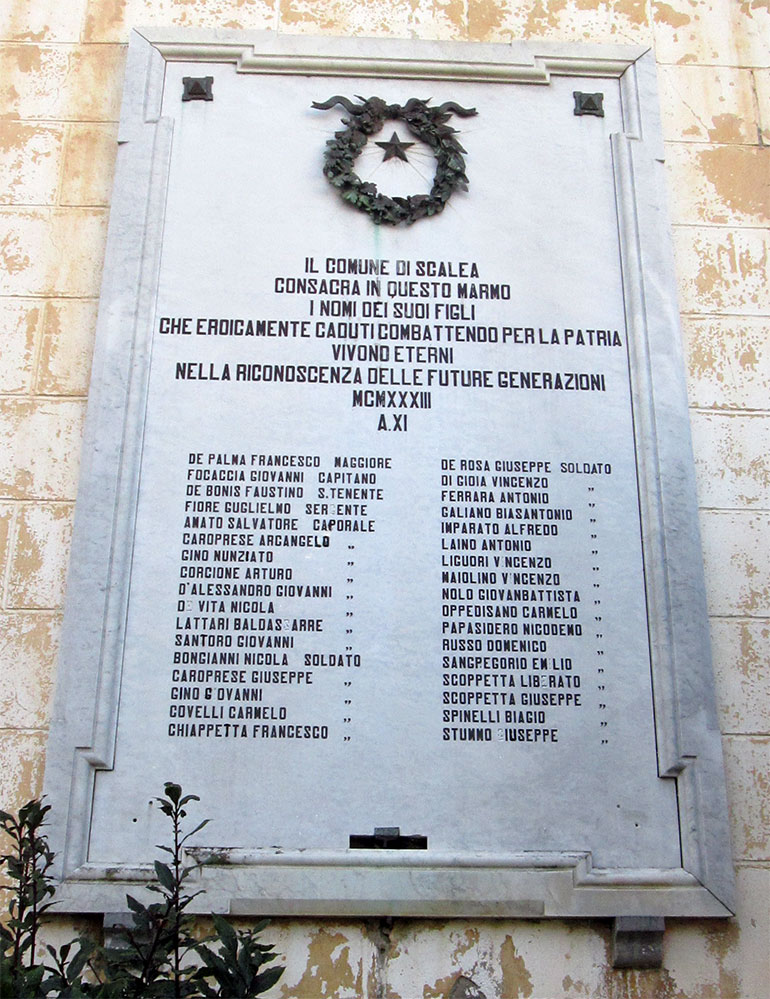 IL COMUNE DI SCALEA
CONSACRA IN QUESTO MARMO
I NOMI DEI SUOI FIGLI
CHE EROICAMENTE CADUTI COMBATTENDO PER LA PATRIA
VIVONO ETERNI
NELLA RICONOSCENZA DELLE FUTURE GENERAZIONI
MCMXXXIII
A.XI
DE PALMA FRANCESCO MAGGIORE
FOCACCIA GIOVANNI CAPITANO
DE BONIS FAUSTINO S.TENENTE
FIORE GUGLIELMO SERGENTE
AMATO SALVATORE CAPORALE
CAROPRESE ARCANGELO „
GINO NUNZIATO „
CORCIONE ARTURO „
D'ALESSANDRO GIOVANNI „
DE VITA NICOLA „
LATTARI BALDASSARRE „
SANTORO GIOVANNI „
BONGIANNI NICOLA SOLDATO
CAROPRESE GIUSEPPE „
GINO GIOVANNI „
COVELLI CARMELO „
CHIAPPETTA FRANCESCO „
DE ROSA GIUSEPPE SOLDATO
DI GIOIA VINCENZO „
FERRARA ANTONIO „
GALIANO BIASANTONIO „
IMPARATO ALFREDO „
LAINO ANTONIO „
LIGUORI VINCENZO „
MAIOLINO VINCENZO „
NOLO GIOVANBATTISTA „
OPPEDISANO CARMELO „
PAPASIDERO NICODEMO „
RUSSO DOMENICO „
SANGREGORIO EMILIO „
SCOPPETTA LIBERATO „
SCOPPETTA GIUSEPPE „
SPINELLI BIAGIO „
STUMMO GIUSEPPE „